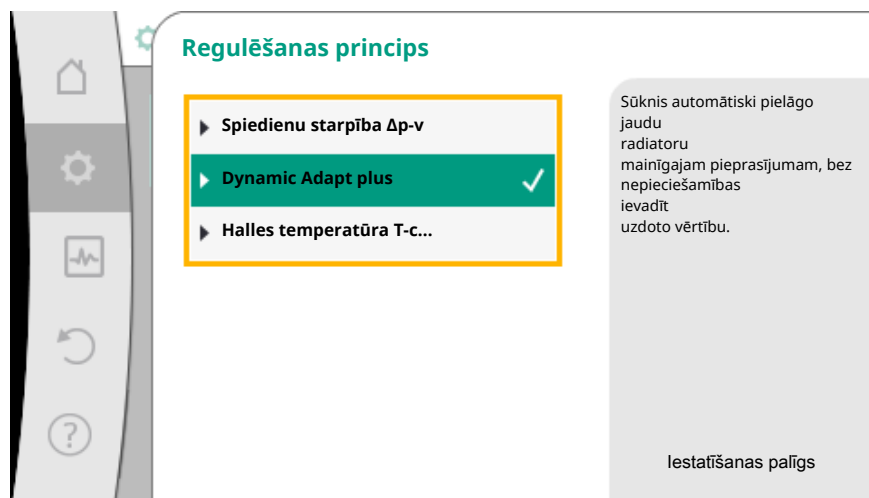 Regulēšanas princips
Spiedienu starpība Δp-v
Dynamic Adapt plus
Halles temperatūra T-c...
Sūknis automātiski pielāgo
jaudu
radiatoru
mainīgajam pieprasījumam, bez
nepieciešamības
ievadīt
uzdoto vērtību.
Iestatīšanas palīgs
?